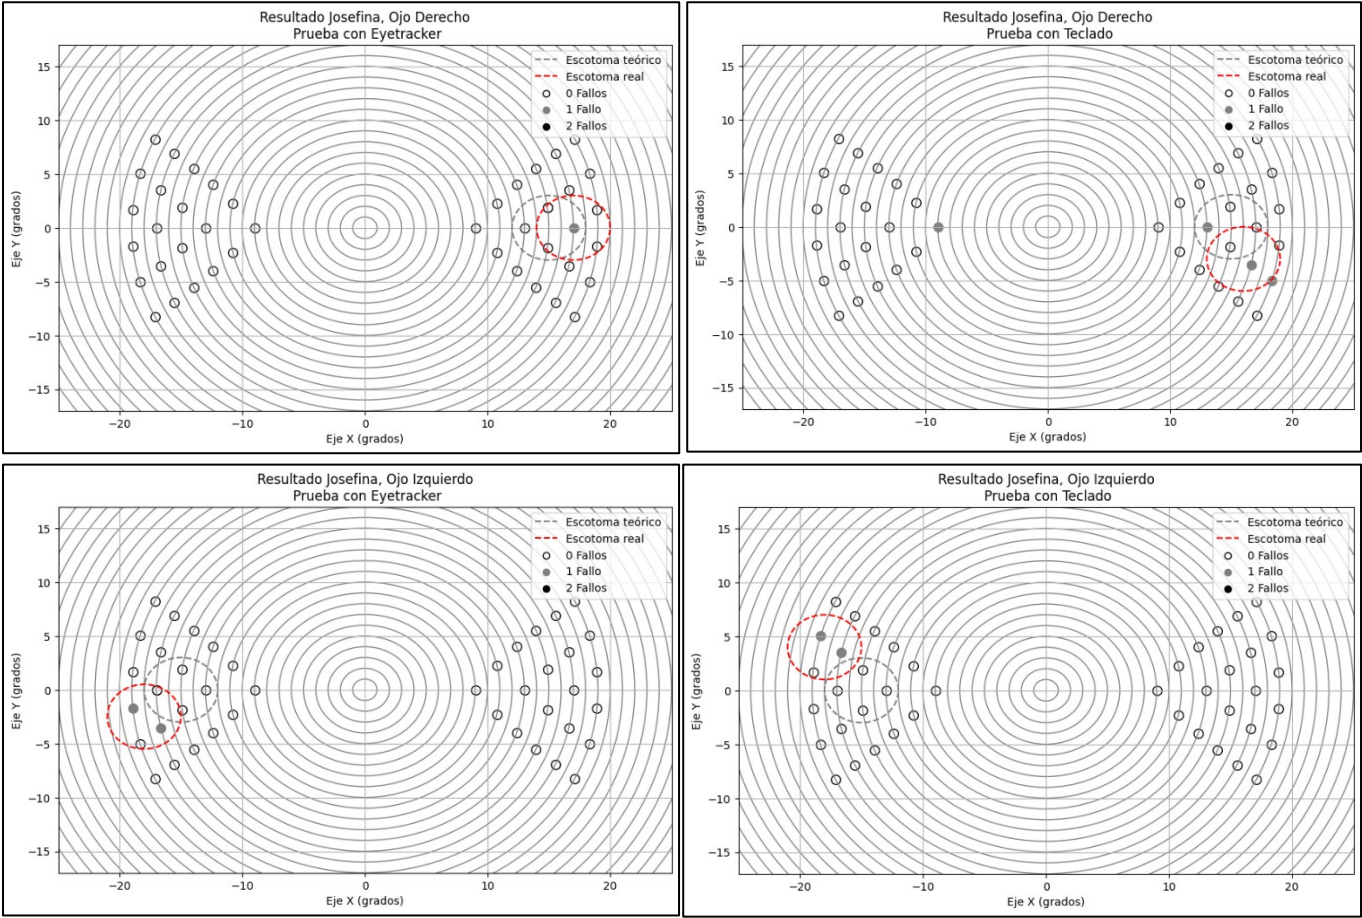 Resultado Josefina, Ojo Derecho
Prueba con Eyetracker
Escotoma teórico
Escotoma real
0 Fallos
1 Fallo
2 Fallos
15
10
5
0
−5
−10
−15
Eje Y (grados)
−20
−10
0
10
20
Eje X (grados)
Resultado Josefina, Ojo Derecho
Prueba con Teclado
Escotoma teórico
Escotoma real
0 Fallos
1 Fallo
2 Fallos
15
10
5
0
−5
−10
−15
Eje Y (grados)
−20
−10
0
10
20
Eje X (grados)
Resultado Josefina, Ojo Izquierdo
Prueba con Eyetracker
Escotoma teórico
Escotoma real
0 Fallos
1 Fallo
2 Fallos
15
10
5
0
−5
−10
−15
Eje Y (grados)
−20
−10
0
10
20
Eje X (grados)
Resultado Josefina, Ojo Izquierdo
Prueba con Teclado
Escotoma teórico
Escotoma real
0 Fallos
1 Fallo
2 Fallos
15
10
5
0
−5
−10
−15
Eje Y (grados)
−20
−10
0
10
20
Eje X (grados)